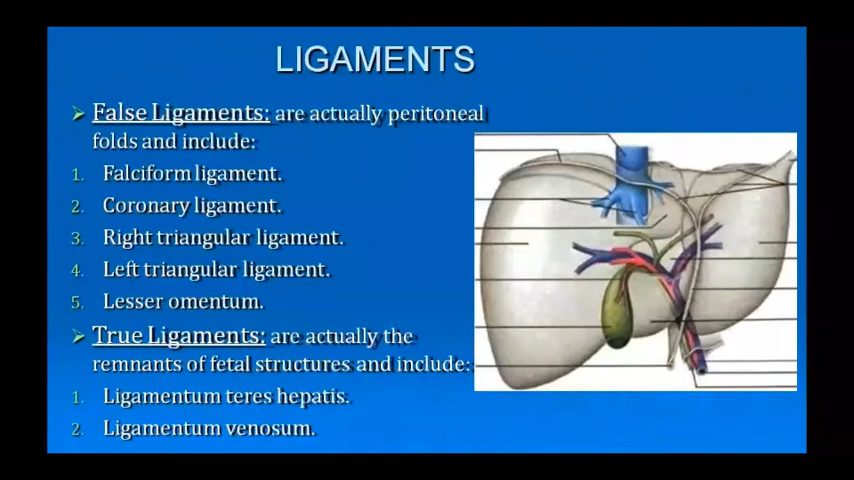 LIGAMENTS
➢ False Ligaments: are actually peritoneal
folds and include:
1. Falciform ligament.
2. Coronary ligament.
3. Right triangular ligament.
4. Left triangular ligament.
5. Lesser omentum.
➢ True Ligaments: are actually the
remnants of fetal structures and include:
1. Ligamentum teres hepatis.
2. Ligamentum venosum.